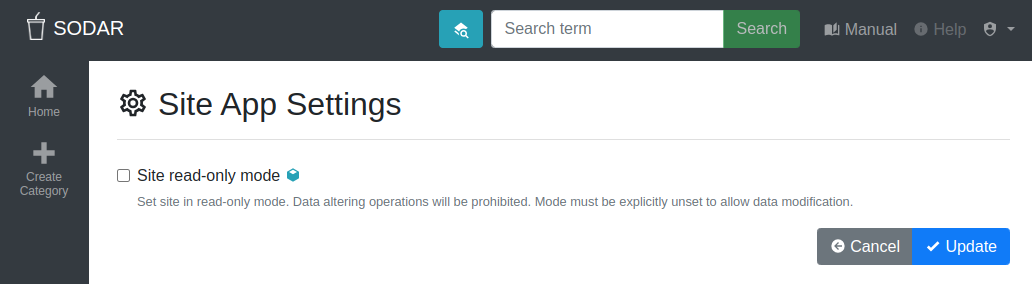 SODAR
Search term
Search
Manual
Help
Home
Create
Category
Site App Settings
Site read-only mode
Set site in read-only mode. Data altering operations will be prohibited. Mode must be explicitly unset to allow data modification.
Cancel
Update